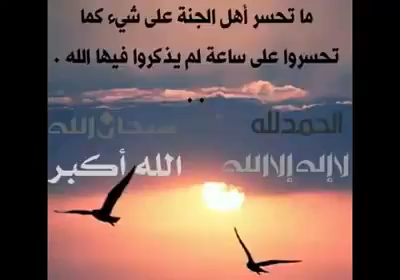 ما تحسر أهل الجنة على شيء كما
تحسروا على ساعة لم يذكروا فيها الله .
. .
الحمدلله سبحان الله
لا إله إلا الله الله أكبر